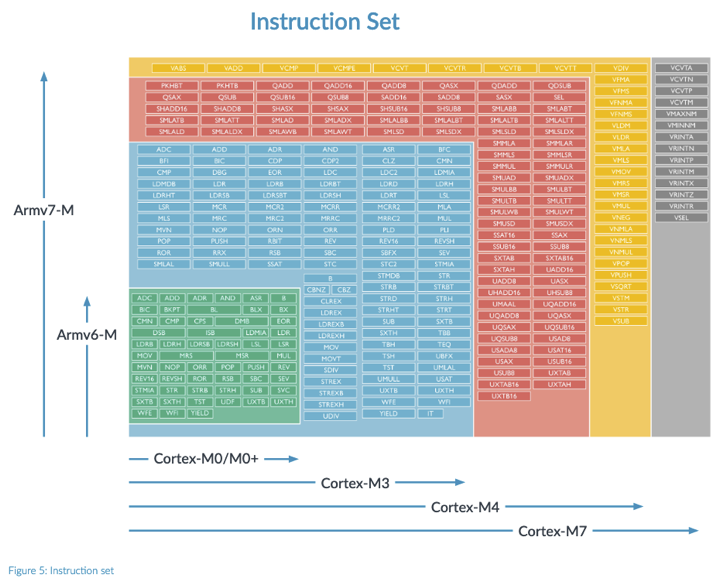 Instruction Set
VABS VADD VCMP VCMPE VCVT VCVTR VCVTB VCVTT VDIV
VFMA
VFMS
VFNMA
VFNMS
VLDM
VLDR
VMLA
VMLS
VMOV
VMRS
VMSR
VMUL
VNEG
VNMLA
VNMLS
VNMUL
VPOP
VPUSH
VSQRT
VSTM
VSTR
VSUB
VCVTA
VCVTN
VCVTP
VCVTM
VMAXNM
VMINNM
VRINTA
VRINTN
VRINTP
VRINTM
VRINTX
VRINTZ
VRINTR
VSEL
PKHBT PKHTB QADD QADD16 QADD8 QASX QDADD QDSUB
QSAX QSUB QSUB16 QSUB8 SADD16 SADD8 SASX SEL
SHADD16 SHADD8 SHASX SHSAX SHSUB16 SHSUB8 SMLABB SMLABT
SMLATB SMLATT SMLAD SMLADX SMLALBB SMLALBT SMLALTB SMLALTT
SMLALD SMLALDX SMLAWB SMLAWT SMLSD SMLSDX SMLSLD SMLSLDX
SMMLA SMMLAR
SMMLS SMMLSR
SMMUL SMMULR
SMUAD SMUADX
SMULBB SMULBT
SMULTB SMULTT
SMULWB SMULWT
SMUSD SMUSDX
SSAT16 SSAX
SSUB16 SSUB8
SXTAB SXTAB16
SXTAH UADD16
UADD8 UASX
UHADD16 UHSUB8
UMAAL UQADD16
UQADD8 UQASX
UQSAX UQSUB16
UQSUB8 USAD8
USADA8 USAT16
USAX USUB16
USUB8 UXTAB
UXTAB16 UXTAH
UXTB16
ADC ADD ADR AND ASR BFC
BFI BIC CDP COP2 CLZ CMN
CMP DBG EOR LDC LDC2 LDMIA
LDMDB LDR LDRB LDRBT LDRD LDRH
LDRHT LDRSB LDRSBT LDRSH LDRT LSL
LSR MCR MCR2 MCRR MCRR2 MLA
MLS MRC MRC2 MRRC MRRC2 MUL
MVN NOP ORN ORR PLD PLI
POP PUSH RBIT REV REV16 REVSH
ROR RRX RSB SBC SBFX SEV
SMLAL SMULL SSAT STC STC2 STMIA
B STMDB STR
CBNZ CBZ STRB STRBT
CLREX STRD STRH
LDREX STRHT STRT
LDREXB SUB SXTB
LDREXH SXTH TBB
MOV TBH TEQ
MOVT TSH UBFX
SDIV TST UMLAL
STREX UMULL USAT
STREXB UXTB UXTH
STREXH WFE WFI
UDIV YIELD IT
ADC ADD ADR AND ASR B
BIC BKPT BL BLX BX
CMN CMP CPS DMB EOR
DSB ISB LDMIA LDR
LDRB LDRH LDRSB LDRSH LSL LSR
MOV MRS MSR MUL
MVN NOP ORR POP PUSH REV
REV16 REVSH ROR RSB SBC SEV
STMIA STR STRB STRH SUB SVC
SXTB SXTH TST UDF UXTB UXTH
WFE WFI YIELD
Armv7-M
Armv6-M
Cortex-M0/M0+
Cortex-M3
Cortex-M4
Cortex-M7
Figure 5: Instruction set